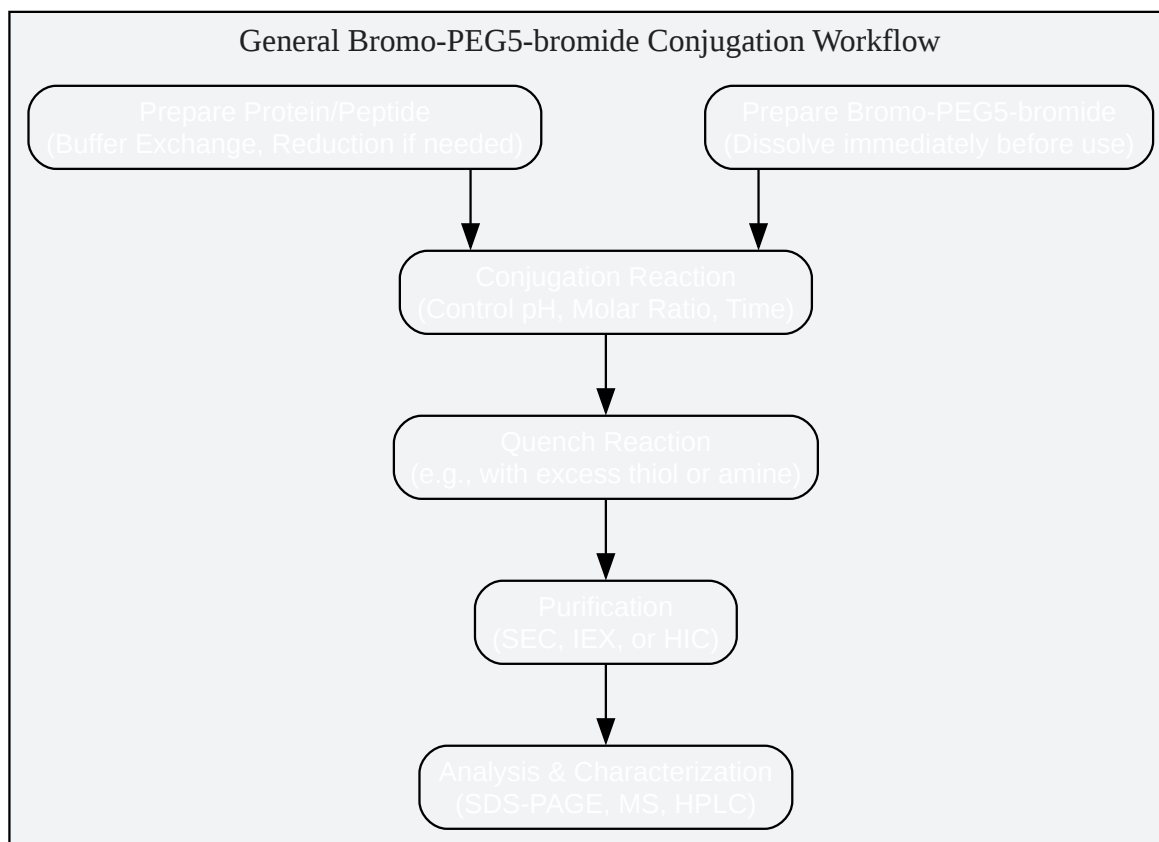 General Bromo-PEG5-bromide Conjugation Workflow
Prepare Protein/Peptide
(Buffer Exchange, Reduction if needed)
Prepare Bromo-PEG5-bromide
(Dissolve immediately before use)
Conjugation Reaction
(Control pH, Molar Ratio, Time)
Quench Reaction
(e.g., with excess thiol or amine)
Purification
(SEC, IEX, or HIC)
Analysis & Characterization
(SDS-PAGE, MS, HPLC)